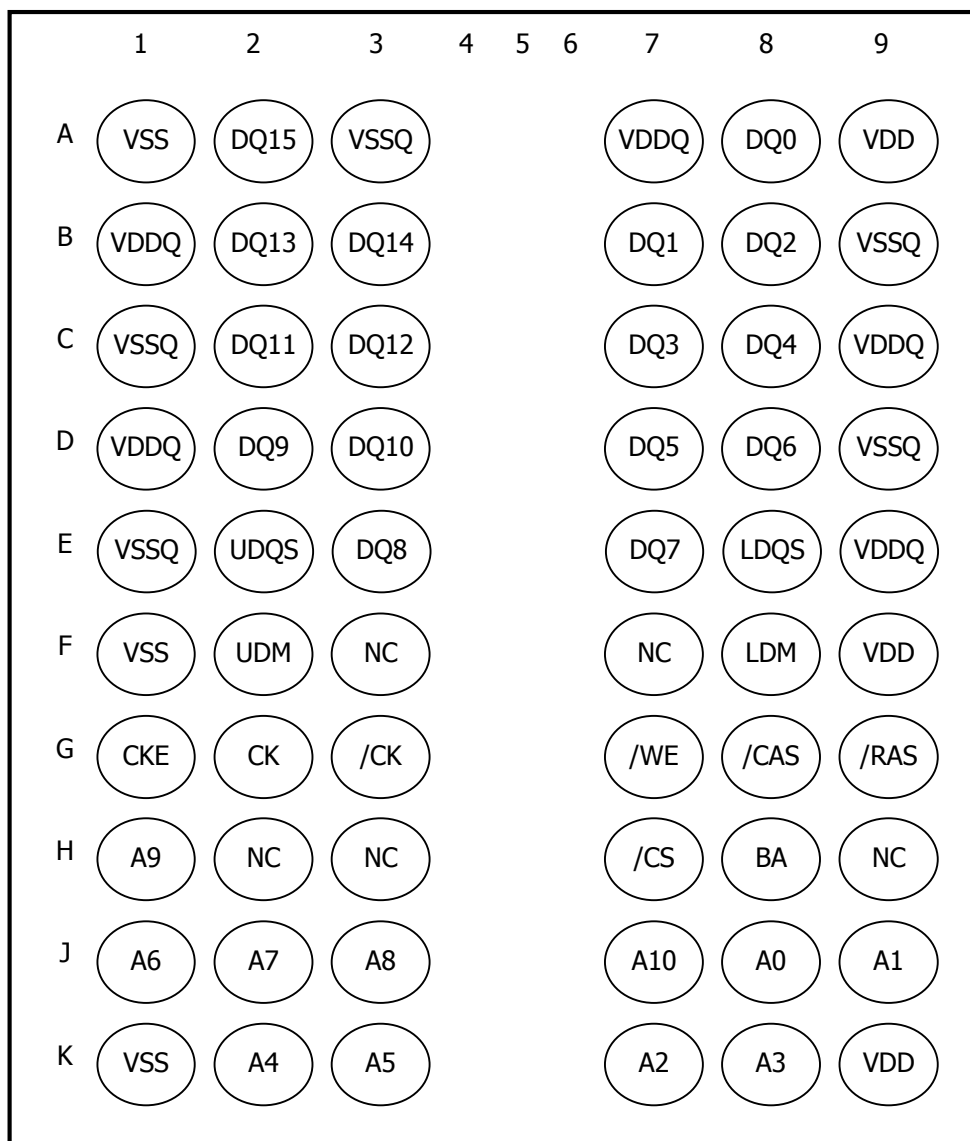 1 2 3 4 5 6 7 8 9
A VSS DQ15 VSSQ VDDQ DQ0 VDD
B VDDQ DQ13 DQ14 DQ1 DQ2 VSSQ
C VSSQ DQ11 DQ12 DQ3 DQ4 VDDQ
D VDDQ DQ9 DQ10 DQ5 DQ6 VSSQ
E VSSQ UDQS DQ8 DQ7 LDQS VDDQ
F VSS UDM NC NC LDM VDD
G CKE CK /CK /WE /CAS /RAS
H A9 NC NC /CS BA NC
J A6 A7 A8 A10 A0 A1
K VSS A4 A5 A2 A3 VDD